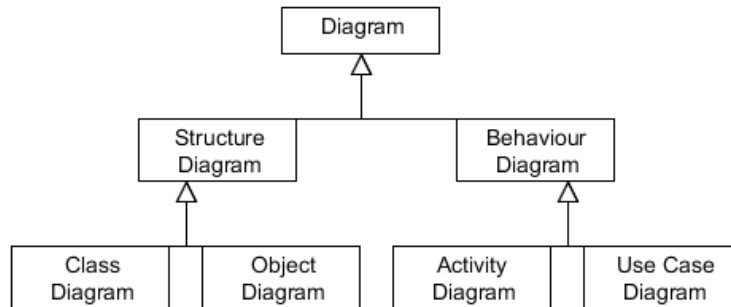 Diagram
Structure
Diagram
Behaviour
Diagram
Class
Diagram
Object
Diagram
Activity
Diagram
Use Case
Diagram